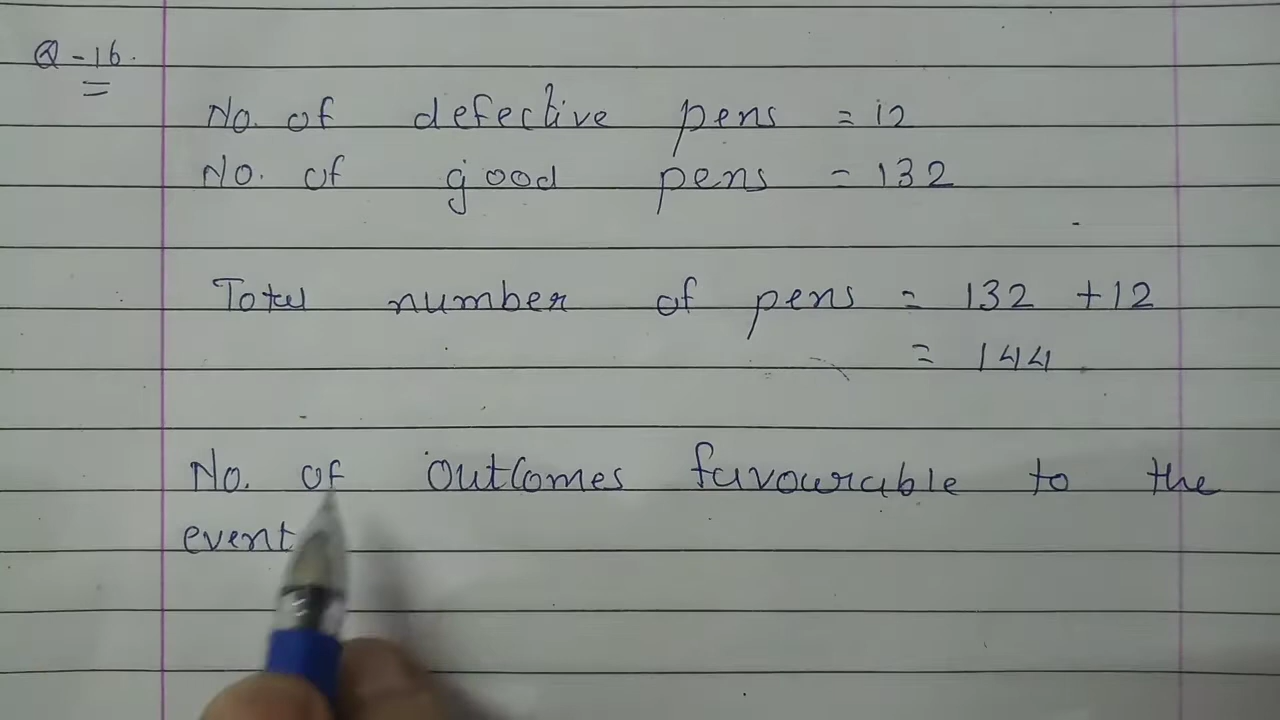 Q-16.
No. of defective pens = 12
No. of good pens = 132
Total number of pens = 132 + 12
= 144
No. of outcomes favourable to the
event